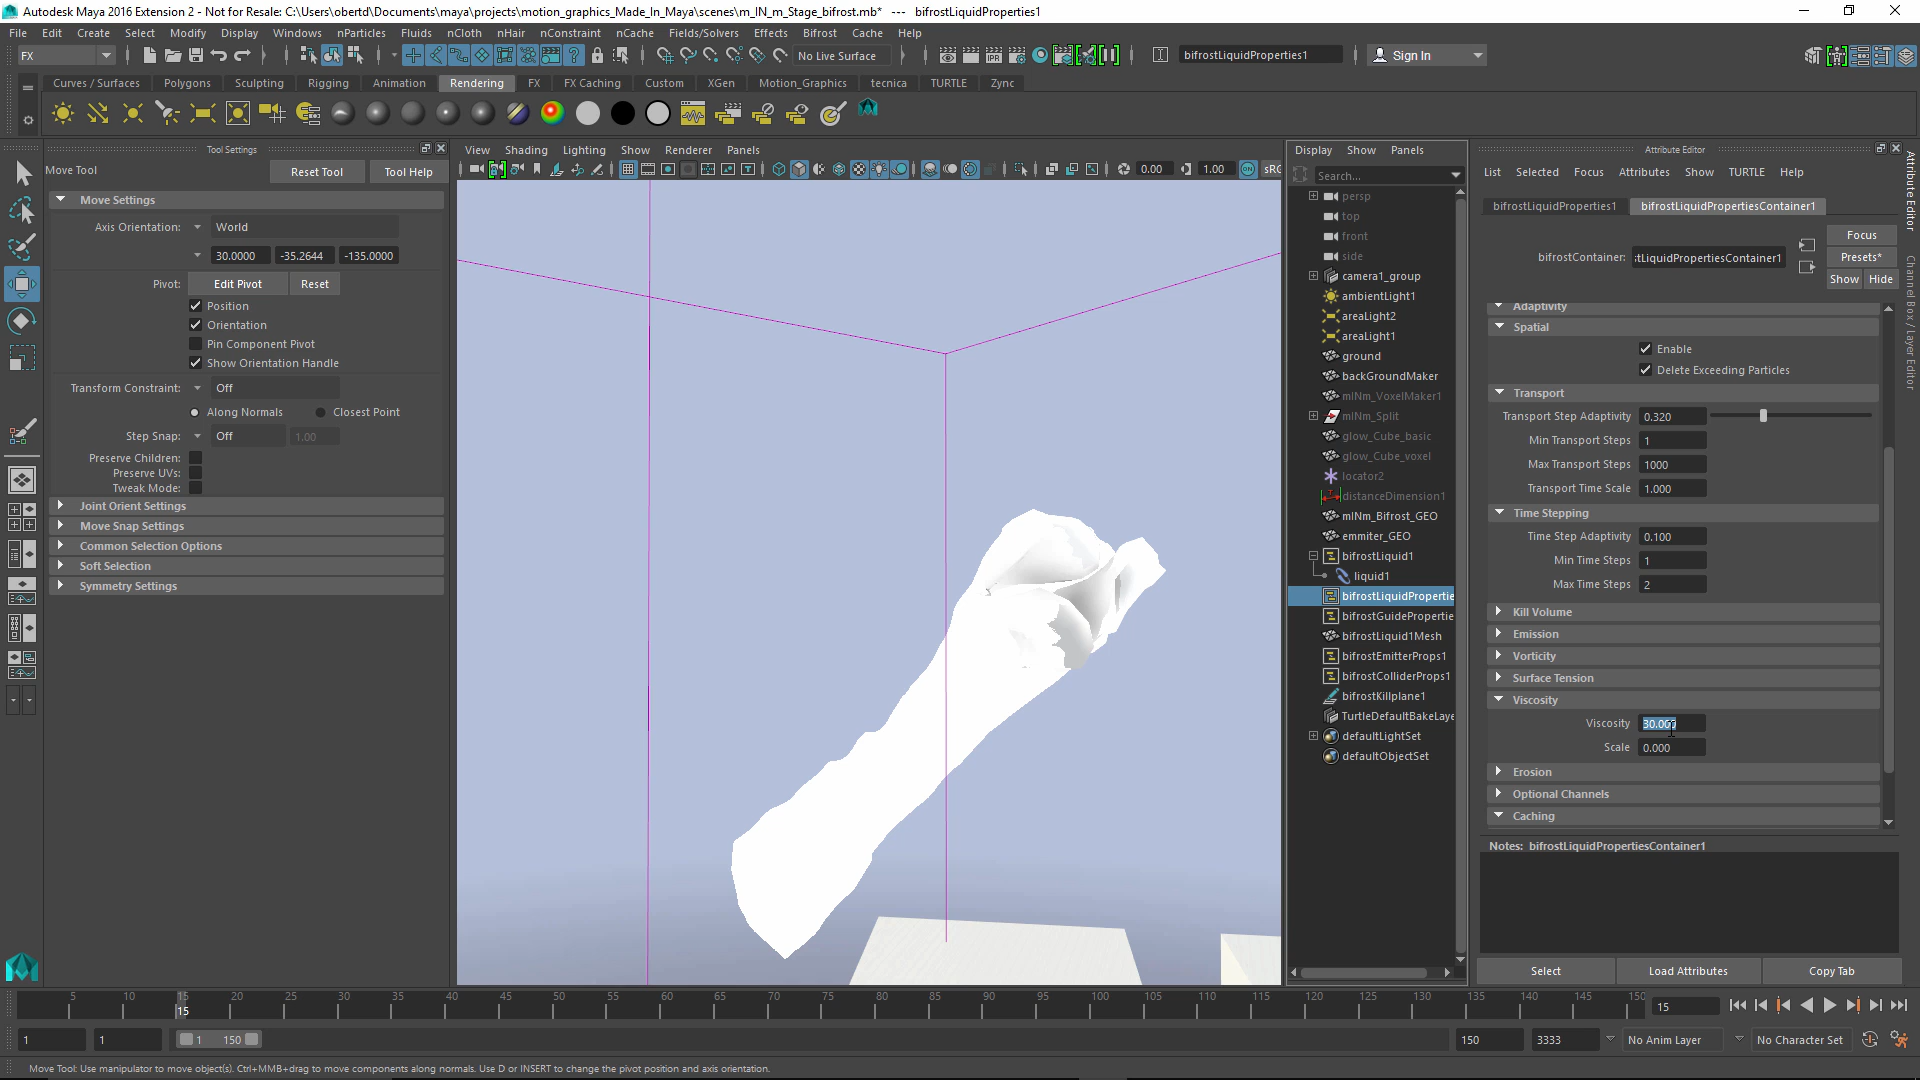 Autodesk Maya 2016 Extension 2 - Not for Resale: C:\Users\obertd\Documents\maya\projects\motion_graphics_Made_In_Maya\scenes\m_IN_m_Stage_bifrost.mb* --- bifrostLiquidProperties1
File Edit Create Select Modify Display Windows nParticles Fluids nCloth nHair nConstraint nCache Fields/Solvers Effects Bifrost Cache Help
FX No Live Surface bifrostLiquidProperties1 Sign In
Curves / Surfaces Polygons Sculpting Rigging Animation Rendering FX FX Caching Custom XGen Motion_Graphics tecnica TURTLE Zync
Tool Settings
Move Tool Reset Tool Tool Help
Move Settings
Axis Orientation: World
30.0000 -35.2644 -135.0000
Pivot: Edit Pivot Reset
Position
Orientation
Pin Component Pivot
Show Orientation Handle
Transform Constraint: Off
Along Normals Closest Point
Step Snap: Off 1.00
Preserve Children:
Preserve UVs:
Tweak Mode:
Joint Orient Settings
Move Snap Settings
Common Selection Options
Soft Selection
Symmetry Settings
View Shading Lighting Show Renderer Panels
0.00 1.00 ON sRG
Display Show Panels
Search...
persp
top
front
side
camera1_group
ambientLight1
areaLight2
areaLight1
ground
backGroundMaker
mINm_VoxelMaker1
mINm_Split
glow_Cube_basic
glow_Cube_voxel
locator2
distanceDimension1
mINm_Bifrost_GEO
emmiter_GEO
bifrostLiquid1
liquid1
bifrostLiquidPropertie
bifrostGuidePropertie
bifrostLiquid1Mesh
bifrostEmitterProps1
bifrostColliderProps1
bifrostKillplane1
TurtleDefaultBakeLaye
defaultLightSet
defaultObjectSet
Attribute Editor
List Selected Focus Attributes Show TURTLE Help
bifrostLiquidProperties1 bifrostLiquidPropertiesContainer1
Focus
bifrostContainer: :tLiquidPropertiesContainer1 Presets*
Show Hide
Adaptivity
Spatial
Enable
Delete Exceeding Particles
Transport
Transport Step Adaptivity 0.320
Min Transport Steps 1
Max Transport Steps 1000
Transport Time Scale 1.000
Time Stepping
Time Step Adaptivity 0.100
Min Time Steps 1
Max Time Steps 2
Kill Volume
Emission
Vorticity
Surface Tension
Viscosity
Viscosity 30.000
Scale 0.000
Erosion
Optional Channels
Caching
Notes: bifrostLiquidPropertiesContainer1
Select Load Attributes Copy Tab
Attribute Editor
Channel Box / Layer Editor
5 10 15 20 25 30 35 40 45 50 55 60 65 70 75 80 85 90 95 100 105 110 115 120 125 130 135 140 145 150
15 15
1 1 1 150 150 3333 No Anim Layer No Character Set
Move Tool: Use manipulator to move object(s). Ctrl+MMB+drag to move components along normals. Use D or INSERT to change the pivot position and axis orientation.